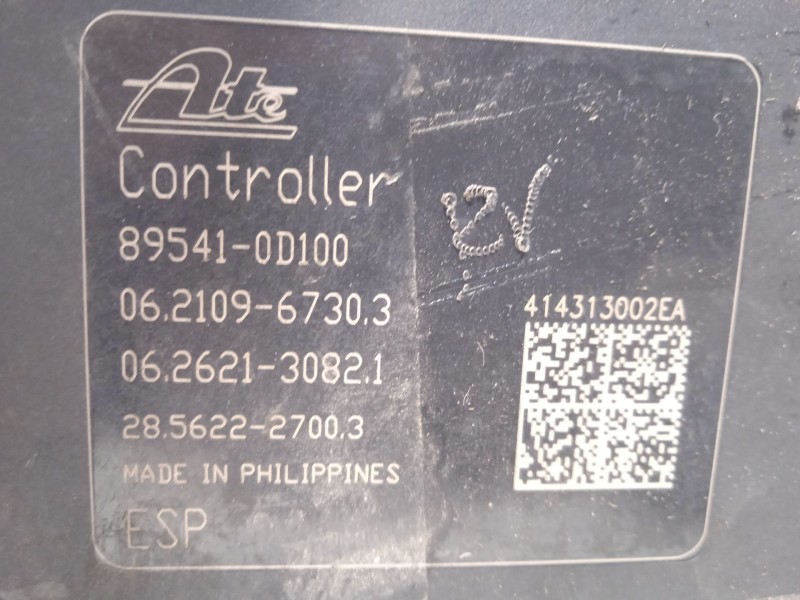 Ate
Controller
89541-0D100
06.2109-6730.3
06.2621-3082.1
28.5622-2700.3
MADE IN PHILIPPINES
ESP
414313002EA